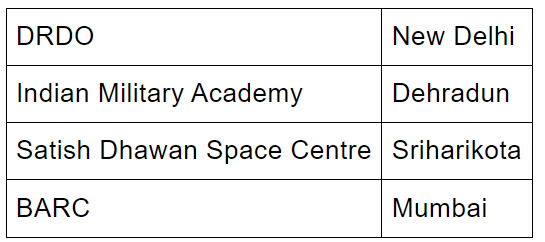 DRDO New Delhi
Indian Military Academy Dehradun
Satish Dhawan Space Centre Sriharikota
BARC Mumbai